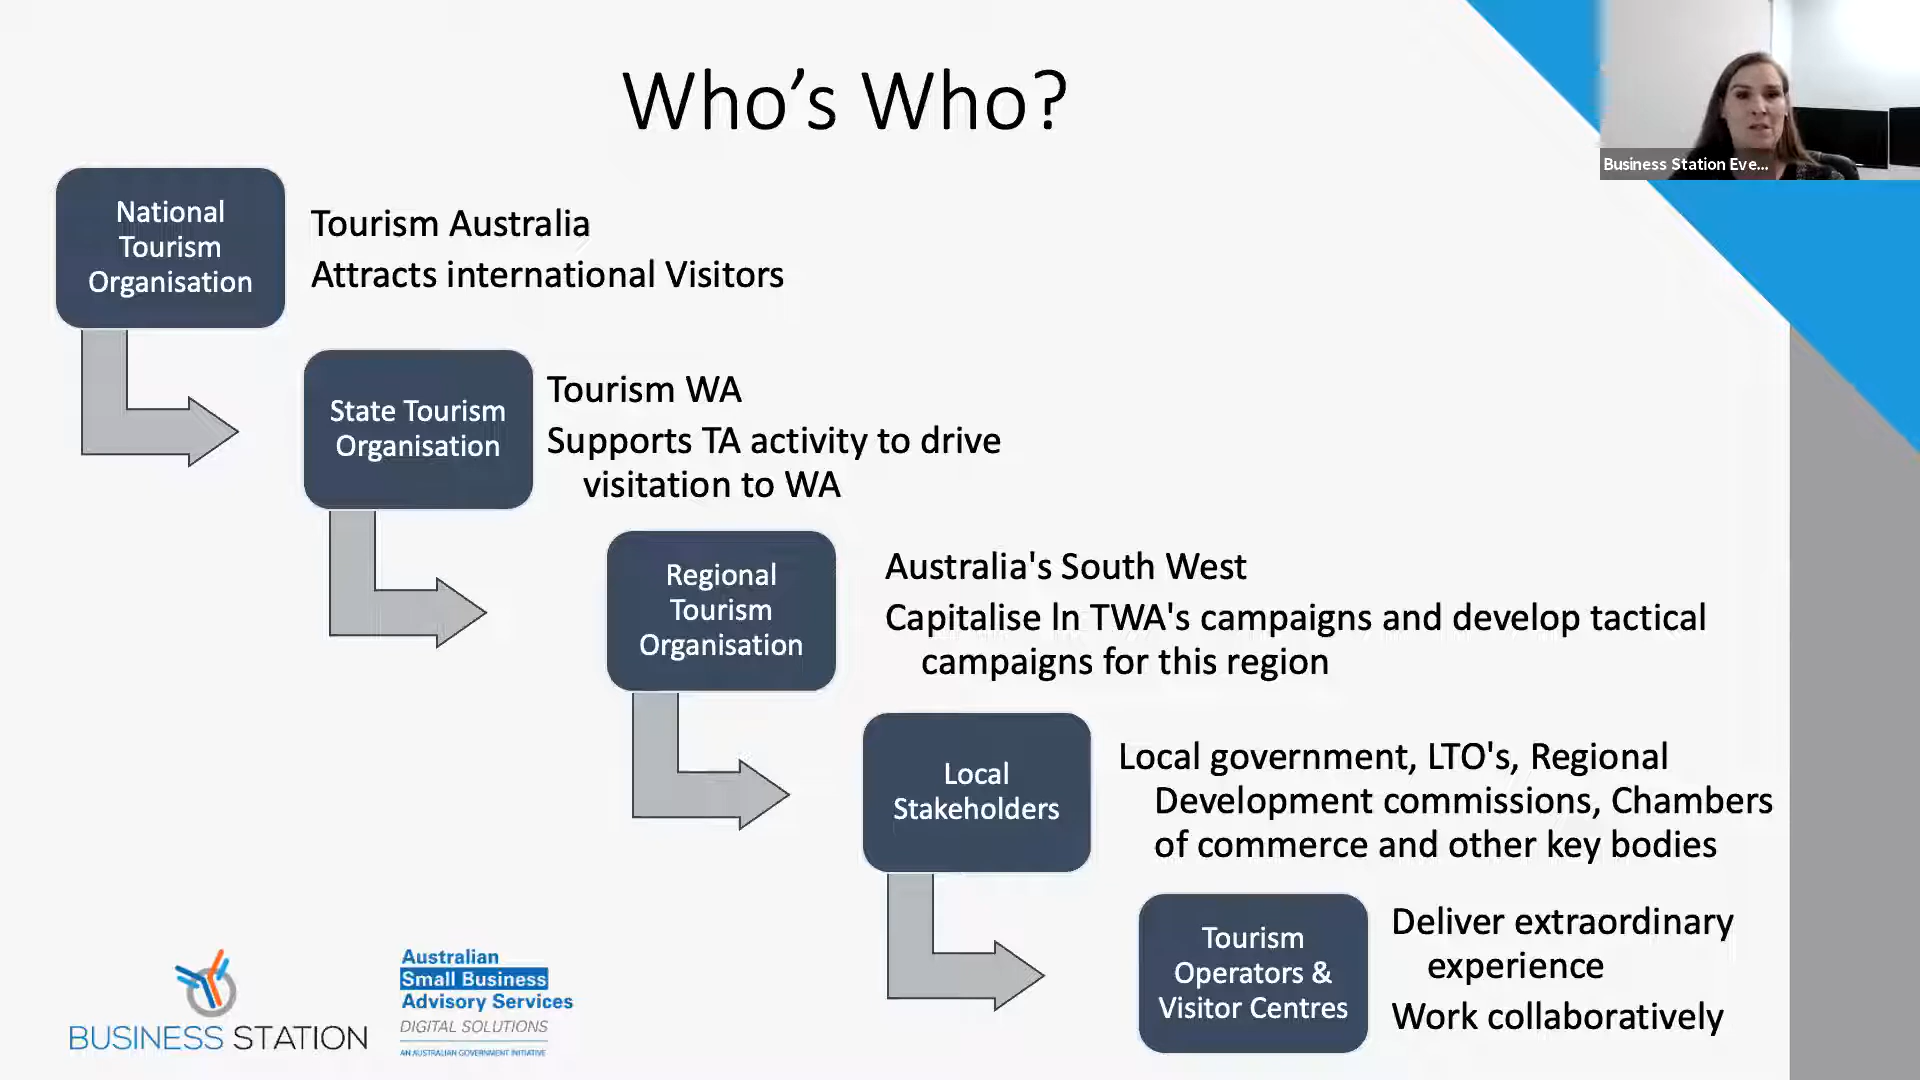 Who's Who?
Business Station Eve...
National
Tourism
Organisation
Tourism Australia
Attracts international Visitors
State Tourism
Organisation
Tourism WA
Supports TA activity to drive
visitation to WA
Regional
Tourism
Organisation
Australia's South West
Capitalise ln TWA's campaigns and develop tactical
campaigns for this region
Local
Stakeholders
Local government, LTO's, Regional
Development commissions, Chambers
of commerce and other key bodies
Tourism
Operators &
Visitor Centres
Deliver extraordinary
experience
Work collaboratively
BUSINESS STATION
Australian
Small Business
Advisory Services
DIGITAL SOLUTIONS
AN AUSTRALIAN GOVERNMENT INITIATIVE